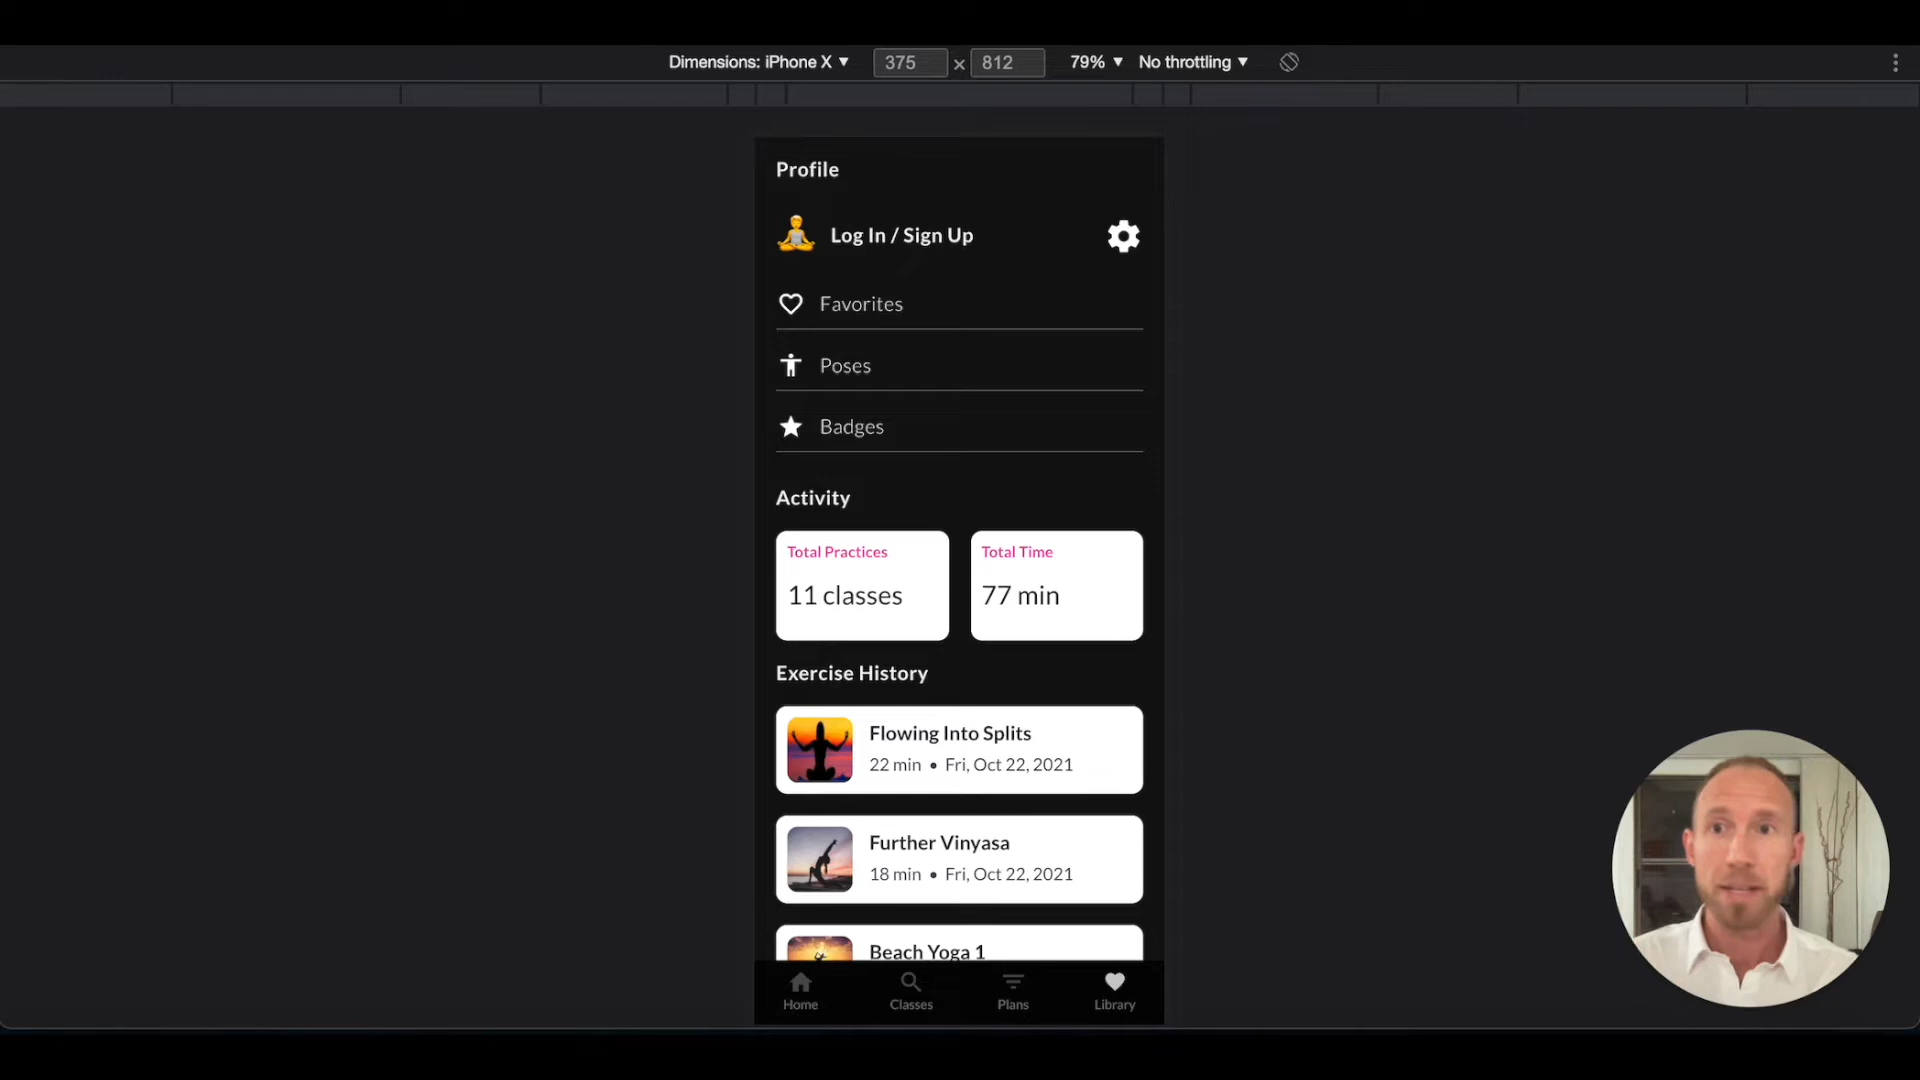 Dimensions: iPhone X ▼ 375 × 812 79% ▼ No throttling ▼
Profile
Log In / Sign Up
Favorites
Poses
Badges
Activity
Total Practices
11 classes
Total Time
77 min
Exercise History
Flowing Into Splits
22 min • Fri, Oct 22, 2021
Further Vinyasa
18 min • Fri, Oct 22, 2021
Beach Yoga 1
Home Classes Plans Library